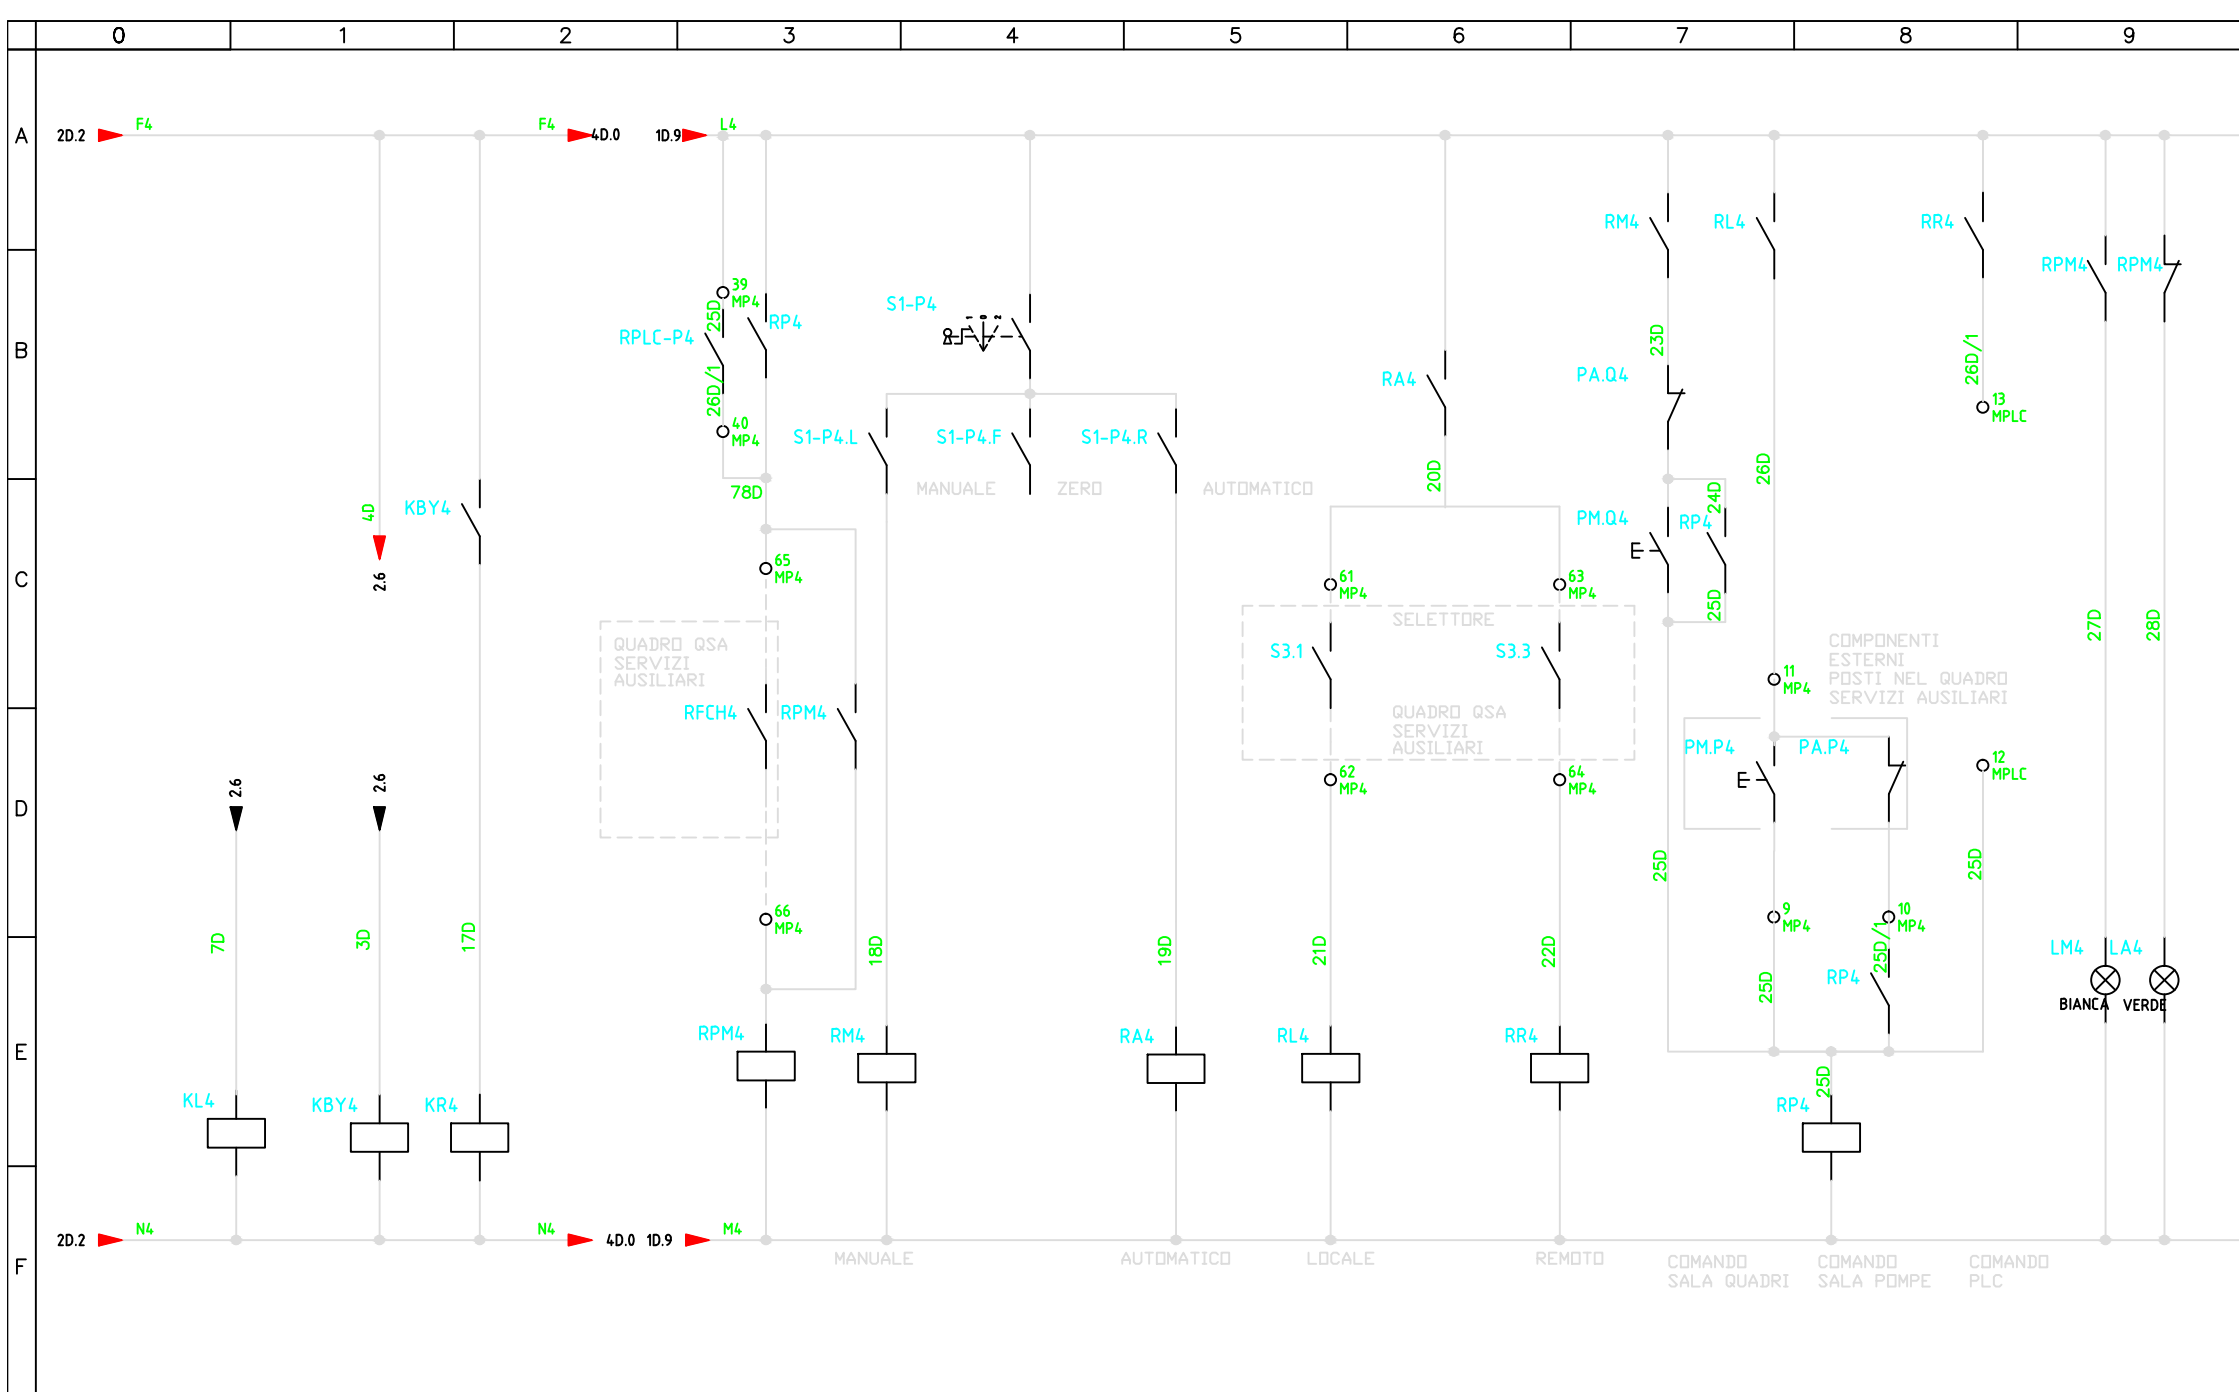 0 1 2 3 4 5 6 7 8 9
A
B
C
D
E
F
2D.2
F4
F4
4D.0
1D.9
L4
RM4
RL4
RR4
RPM4
RPM4
39
MP4
25D
S1-P4
1 0 2
RP4
RPLC-P4
23D
26D/1
26D/1
RA4
PA.Q4
13
MPLC
40
MP4
S1-P4.L
S1-P4.F
S1-P4.R
20D
26D
78D
MANUALE
ZERO
AUTOMATICO
24D
4D
KBY4
PM.Q4
RP4
65
MP4
2.6
61
MP4
63
MP4
25D
SELETTORE
27D
28D
QUADRO QSA
SERVIZI
AUSILIARI
S3.1
S3.3
COMPONENTI
ESTERNI
POSTI NEL QUADRO
SERVIZI AUSILIARI
11
MP4
RFCH4
RPM4
QUADRO QSA
SERVIZI
AUSILIARI
PM.P4
PA.P4
12
MPLC
2.6
2.6
62
MP4
64
MP4
25D
25D
66
MP4
9
MP4
10
MP4
7D
3D
17D
18D
19D
21D
22D
25D/1
LM4
LA4
25D
RP4
BIANCA
VERDE
RPM4
RM4
RA4
RL4
RR4
25D
KL4
KBY4
KR4
RP4
2D.2
N4
N4
4D.0
1D.9
M4
MANUALE
AUTOMATICO
LOCALE
REMOTO
COMANDO
SALA QUADRI
COMANDO
SALA POMPE
COMANDO
PLC